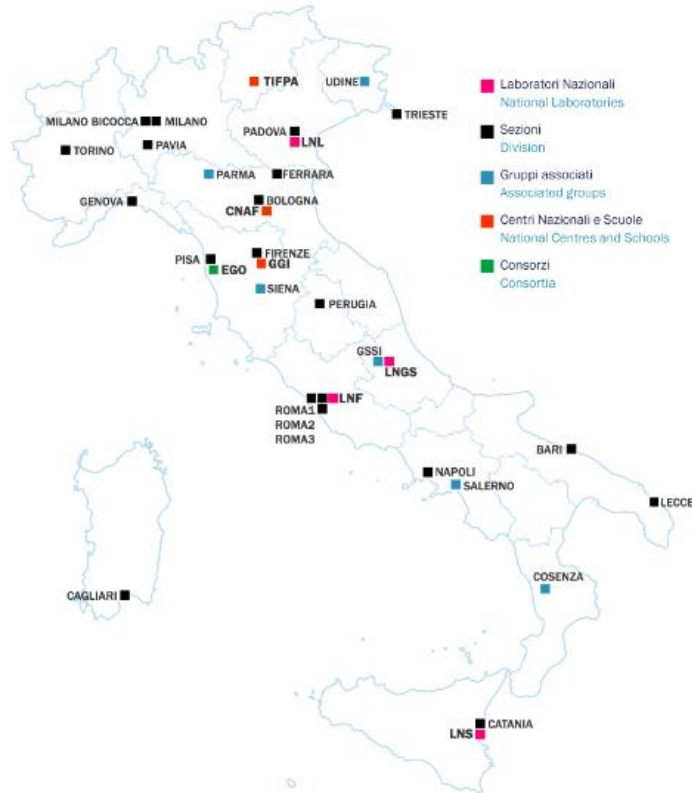 TIFPA
UDINE
TRIESTE
MILANO BICOCCA
MILANO
PADOVA
LNL
TORINO
PAVIA
PARMA
FERRARA
GENOVA
BOLOGNA
CNAF
FIRENZE
PISA
GGI
EGO
SIENA
PERUGIA
GSSI
LNGS
LNF
ROMA1
ROMA2
ROMA3
BARI
NAPOLI
SALERNO
LECCE
COSENZA
CAGLIARI
CATANIA
LNS
Laboratori Nazionali
National Laboratories
Sezioni
Division
Gruppi associati
Associated groups
Centri Nazionali e Scuole
National Centres and Schools
Consorzi
Consortia